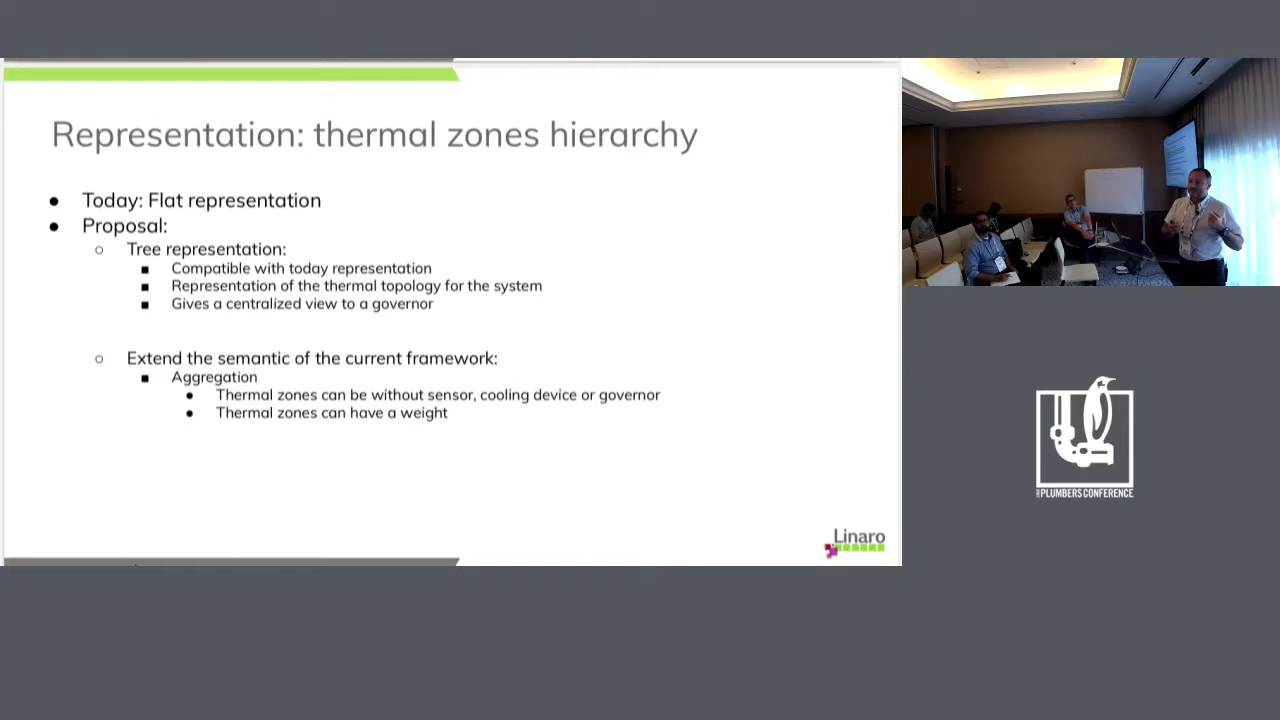 Representation: thermal zones hierarchy
● Today: Flat representation
● Proposal:
○ Tree representation:
■ Compatible with today representation
■ Representation of the thermal topology for the system
■ Gives a centralized view to a governor
○ Extend the semantic of the current framework:
■ Aggregation
● Thermal zones can be without sensor, cooling device or governor
● Thermal zones can have a weight
Linaro
PLUMBERS CONFERENCE